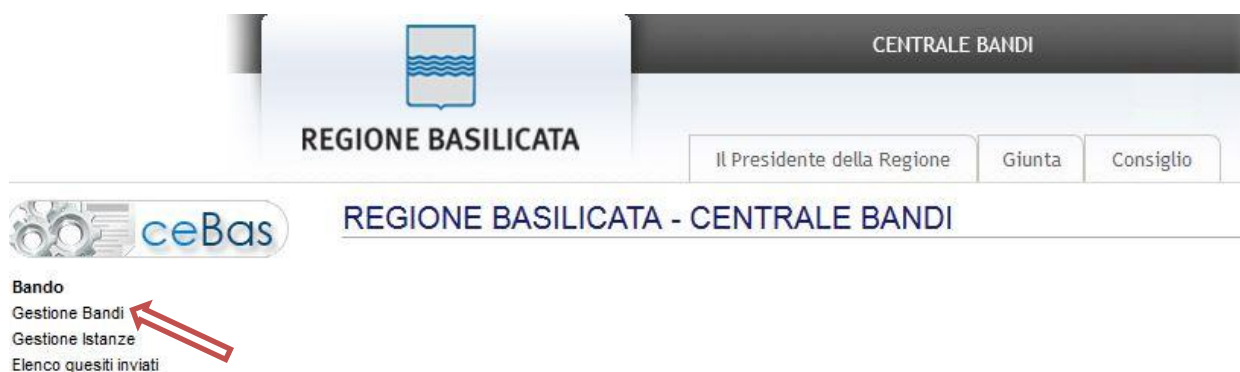 CENTRALE BANDI
REGIONE BASILICATA
Il Presidente della Regione Giunta Consiglio
ceBas
REGIONE BASILICATA - CENTRALE BANDI
Bando
Gestione Bandi
Gestione Istanze
Elenco quesiti inviati